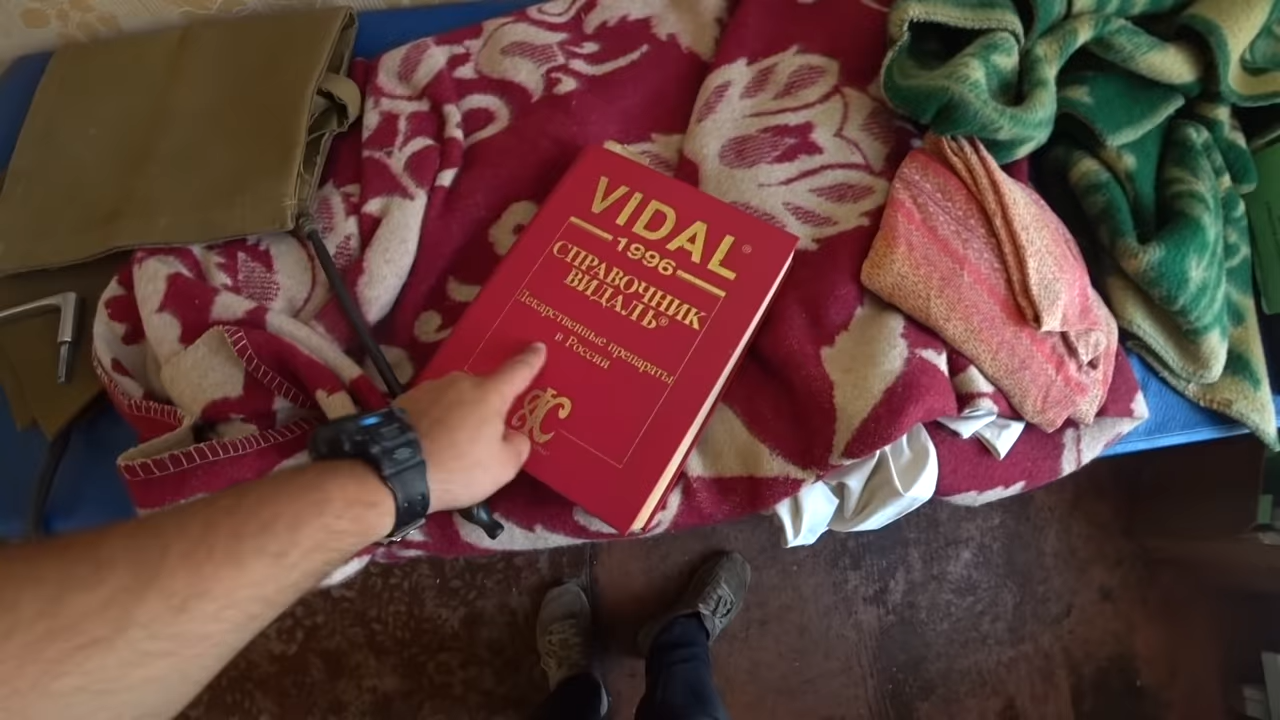 VIDAL®
1996
СПРАВОЧНИК
ВИДАЛЬ®
Лекарственные препараты
в России